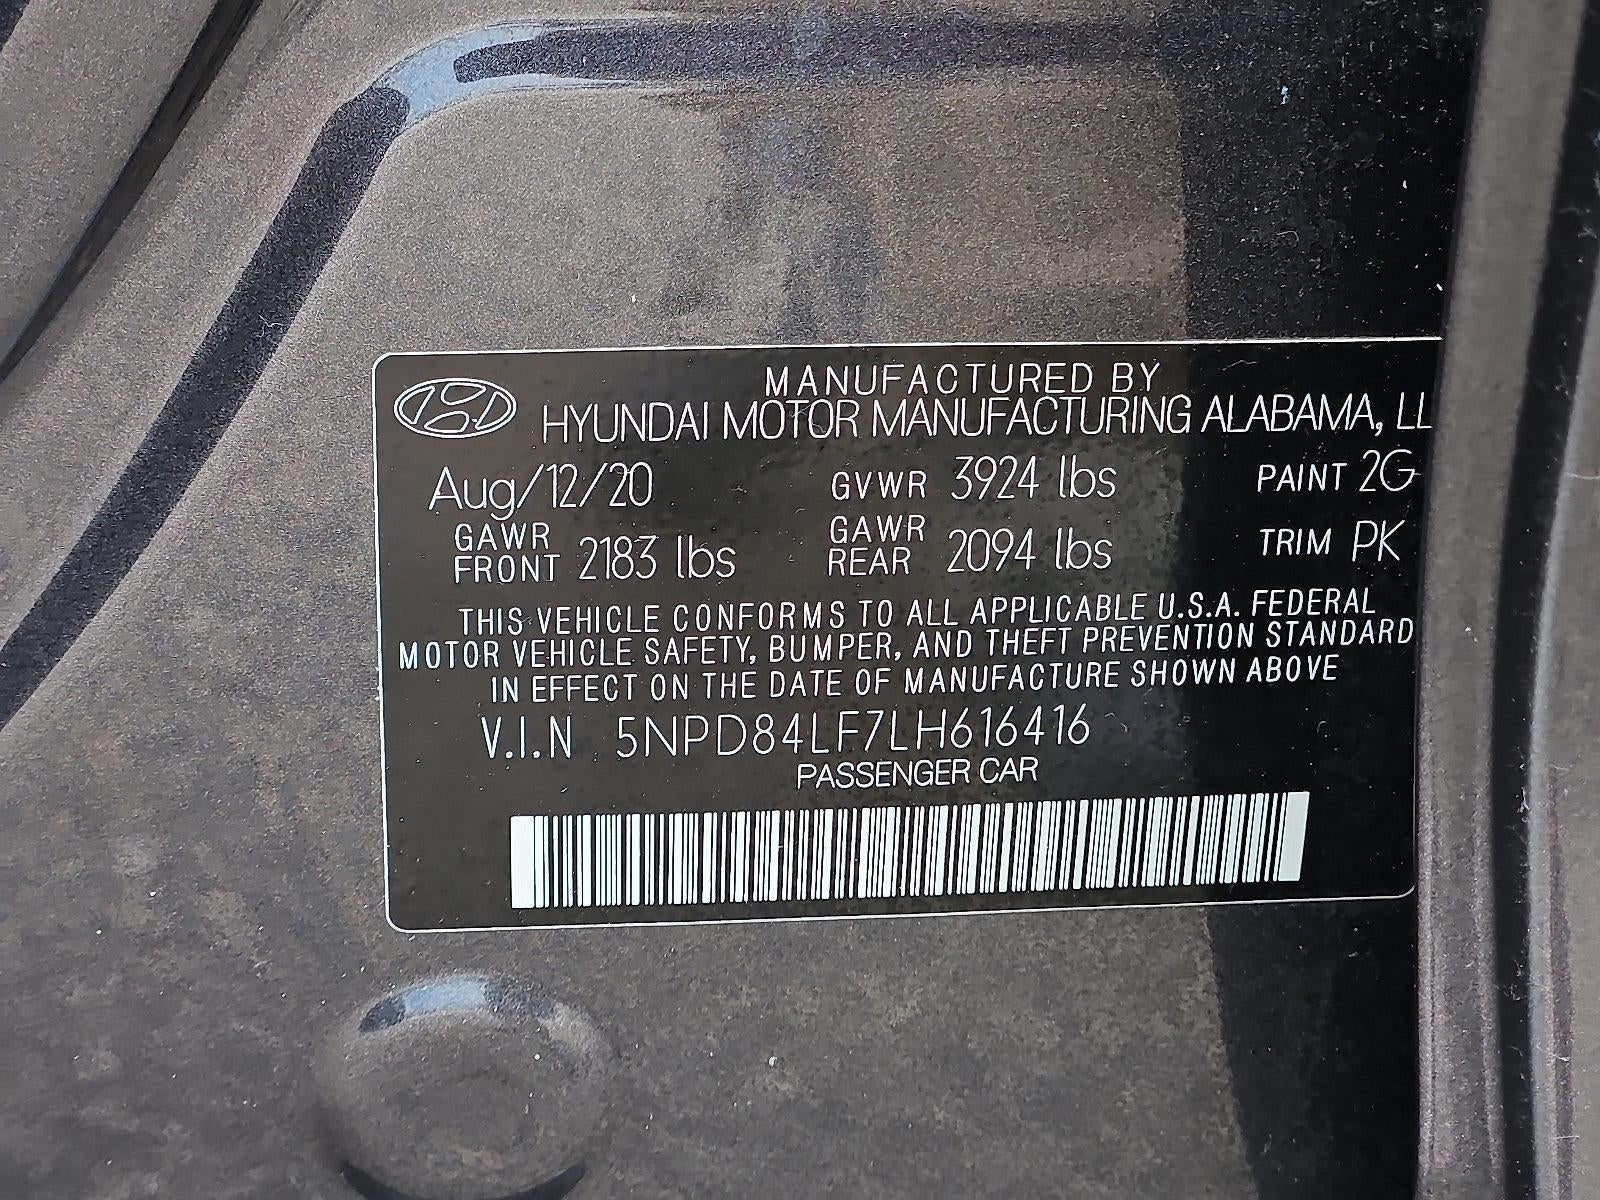 MANUFACTURED BY
HYUNDAI MOTOR MANUFACTURING ALABAMA, LL
Aug/12/20 GVWR 3924 lbs PAINT 2G
GAWR FRONT 2183 lbs GAWR REAR 2094 lbs TRIM PK
THIS VEHICLE CONFORMS TO ALL APPLICABLE U.S.A. FEDERAL
MOTOR VEHICLE SAFETY, BUMPER, AND THEFT PREVENTION STANDARD
IN EFFECT ON THE DATE OF MANUFACTURE SHOWN ABOVE
V.I.N 5NPD84LF7LH616416
PASSENGER CAR